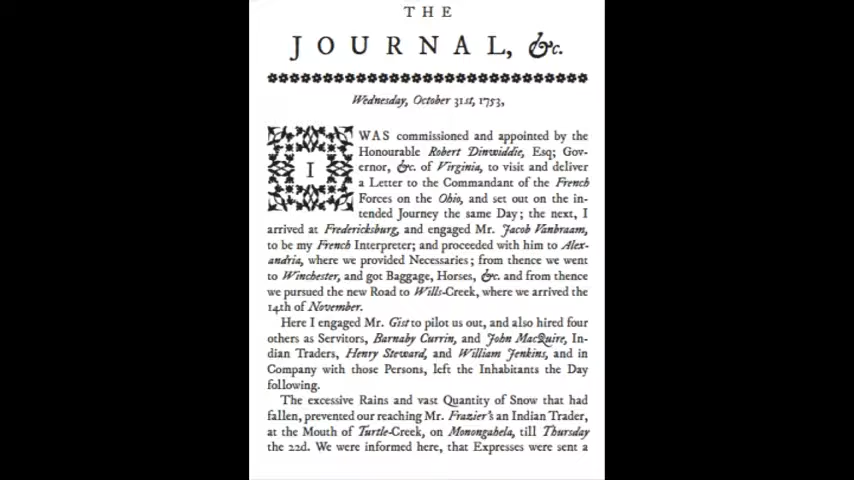 THE
JOURNAL, &c.
Wednesday, October 31st, 1753,
I WAS commissioned and appointed by the
Honourable Robert Dinwiddie, Esq; Gov-
ernor, &c. of Virginia, to visit and deliver
a Letter to the Commandant of the French
Forces on the Ohio, and set out on the in-
tended Journey the same Day; the next, I
arrived at Fredericksburg, and engaged Mr. Jacob Vanbraam,
to be my French Interpreter; and proceeded with him to Alex-
andria, where we provided Necessaries; from thence we went
to Winchester, and got Baggage, Horses, &c. and from thence
we pursued the new Road to Wills-Creek, where we arrived the
14th of November.
Here I engaged Mr. Gist to pilot us out, and also hired four
others as Servitors, Barnaby Currin, and John MacQuire, In-
dian Traders, Henry Steward, and William Jenkins, and in
Company with those Persons, left the Inhabitants the Day
following.
The excessive Rains and vast Quantity of Snow that had
fallen, prevented our reaching Mr. Frazier's an Indian Trader,
at the Mouth of Turtle-Creek, on Monongahela, till Thursday
the 22d. We were informed here, that Expresses were sent a